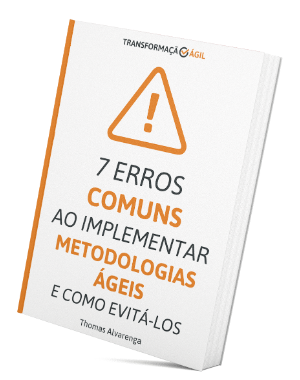 TRANSFORMAÇÃO ÁGIL
7 ERROS
COMUNS
AO IMPLEMENTAR
METODOLOGIAS
ÁGEIS
E COMO EVITÁ-LOS
Thomas Alvarenga